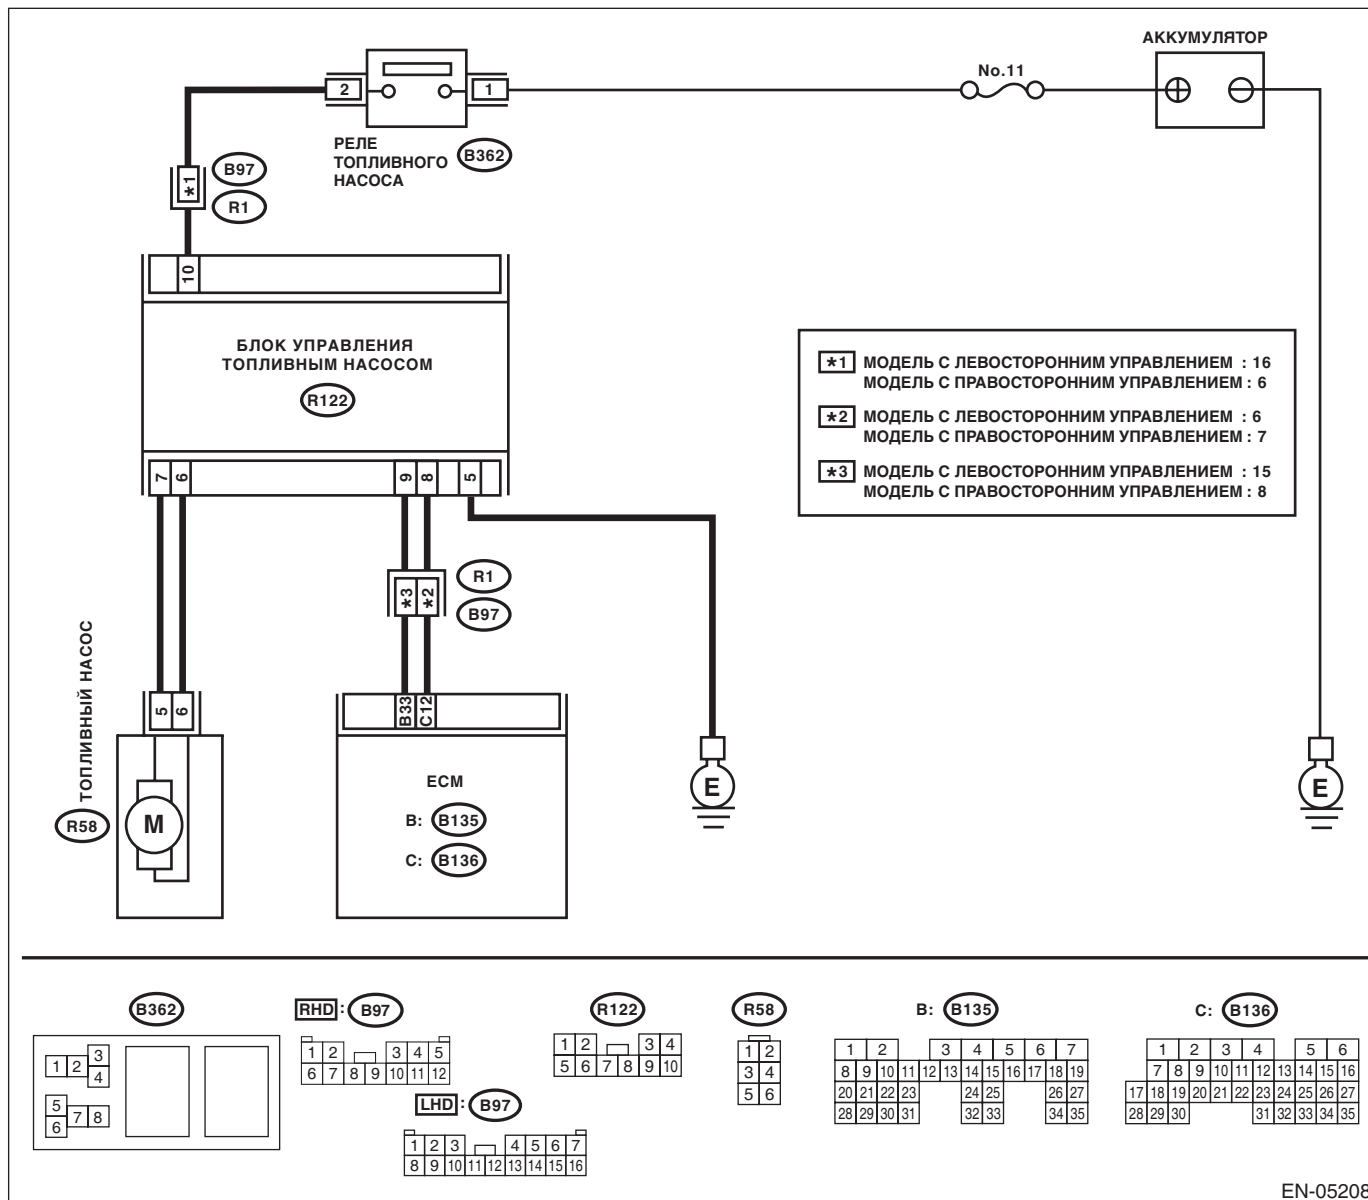 АККУМУЛЯТОР
No.11
2
1
РЕЛЕ
ТОПЛИВНОГО
НАСОСА
B362
*1
B97
R1
10
БЛОК УПРАВЛЕНИЯ
ТОПЛИВНЫМ НАСОСОМ
R122
*1 МОДЕЛЬ С ЛЕВОСТОРОННИМ УПРАВЛЕНИЕМ : 16
МОДЕЛЬ С ПРАВОСТОРОННИМ УПРАВЛЕНИЕМ : 6
*2 МОДЕЛЬ С ЛЕВОСТОРОННИМ УПРАВЛЕНИЕМ : 6
МОДЕЛЬ С ПРАВОСТОРОННИМ УПРАВЛЕНИЕМ : 7
*3 МОДЕЛЬ С ЛЕВОСТОРОННИМ УПРАВЛЕНИЕМ : 15
МОДЕЛЬ С ПРАВОСТОРОННИМ УПРАВЛЕНИЕМ : 8
7 6 9 8 5
*3 *2
R1
B97
ТОПЛИВНЫЙ НАСОС
R58
5 6
M
B33 C12
ECM
B: B135
C: B136
E
E
B362
1 2 3
4
5
6 7 8
RHD : B97
1 2 3 4 5
6 7 8 9 10 11 12
LHD : B97
1 2 3 4 5 6 7
8 9 10 11 12 13 14 15 16
R122
1 2 3 4
5 6 7 8 9 10
R58
1 2
3 4
5 6
B: B135
1 2 3 4 5 6 7
8 9 10 11 12 13 14 15 16 17 18 19
20 21 22 23 24 25 26 27
28 29 30 31 32 33 34 35
C: B136
1 2 3 4 5 6
7 8 9 10 11 12 13 14 15 16
17 18 19 20 21 22 23 24 25 26 27
28 29 30 31 32 33 34 35
EN-05208